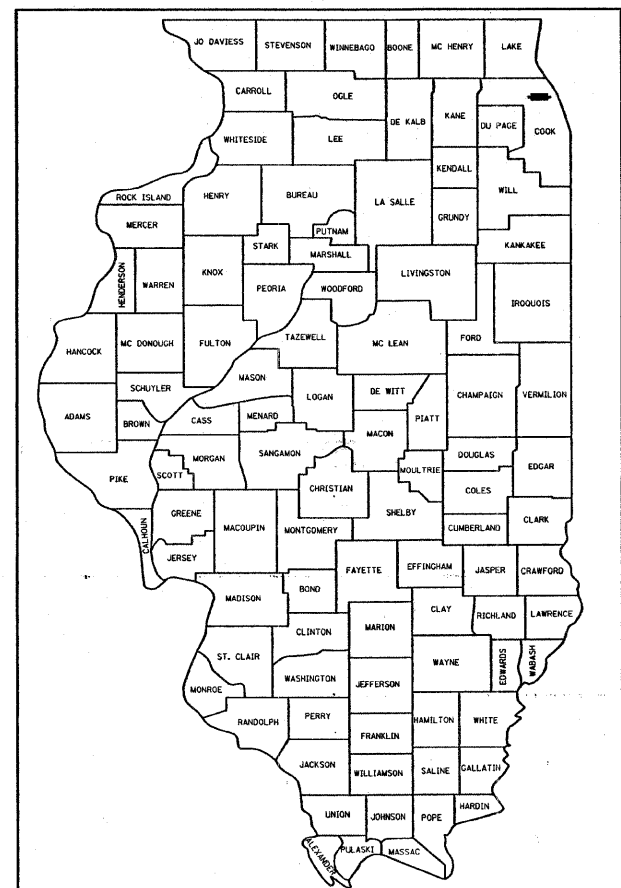 JO DAVIESS
STEVENSON
WINNEBAGO
BOONE
MC HENRY
LAKE
CARROLL
OGLE
DE KALB
KANE
DU PAGE
COOK
WHITESIDE
LEE
KENDALL
WILL
ROCK ISLAND
HENRY
BUREAU
LA SALLE
GRUNDY
MERCER
PUTNAM
STARK
MARSHALL
KANKAKEE
HENDERSON
WARREN
KNOX
PEORIA
WOODFORD
LIVINGSTON
IROQUOIS
TAZEWELL
MC LEAN
FORD
HANCOCK
MC DONOUGH
FULTON
MASON
SCHUYLER
LOGAN
DE WITT
CHAMPAIGN
VERMILION
ADAMS
BROWN
CASS
MENARD
PIATT
MACON
SANGAMON
MORGAN
DOUGLAS
EDGAR
PIKE
SCOTT
CHRISTIAN
MOULTRIE
COLES
GREENE
MACOUPIN
MONTGOMERY
SHELBY
CUMBERLAND
CLARK
CALHOUN
JERSEY
FAYETTE
EFFINGHAM
JASPER
CRAWFORD
MADISON
BOND
CLAY
RICHLAND
LAWRENCE
CLINTON
MARION
ST. CLAIR
WAYNE
EDWARDS
WABASH
WASHINGTON
JEFFERSON
MONROE
RANDOLPH
PERRY
HAMILTON
WHITE
FRANKLIN
JACKSON
WILLIAMSON
SALINE
GALLATIN
UNION
JOHNSON
POPE
HARDIN
ALEXANDER
PULASKI
MASSAC